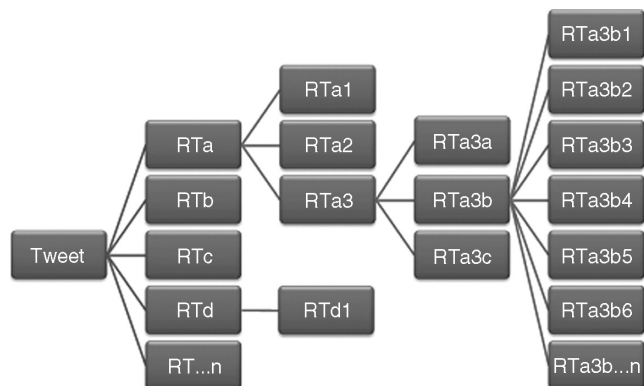 Tweet
RTa
RTb
RTc
RTd
RT...n
RTa1
RTa2
RTa3
RTd1
RTa3a
RTa3b
RTa3c
RTa3b1
RTa3b2
RTa3b3
RTa3b4
RTa3b5
RTa3b6
RTa3b...n